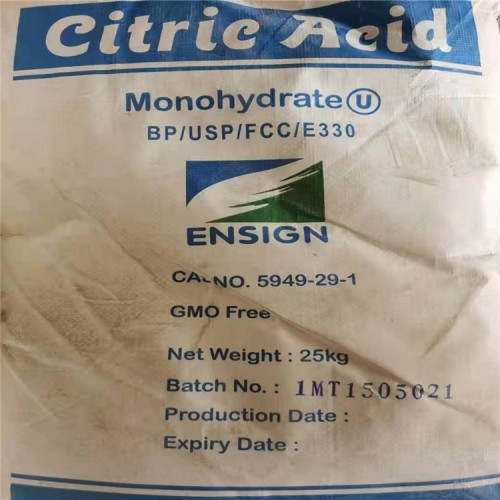 Citric Acid
Monohydrate U
BP/USP/FCC/E330
ENSIGN
NO. 5949-29-1
GMO Free
Net Weight : 25kg
Batch No. : 1MT1505021
Production Date :
Expiry Date :